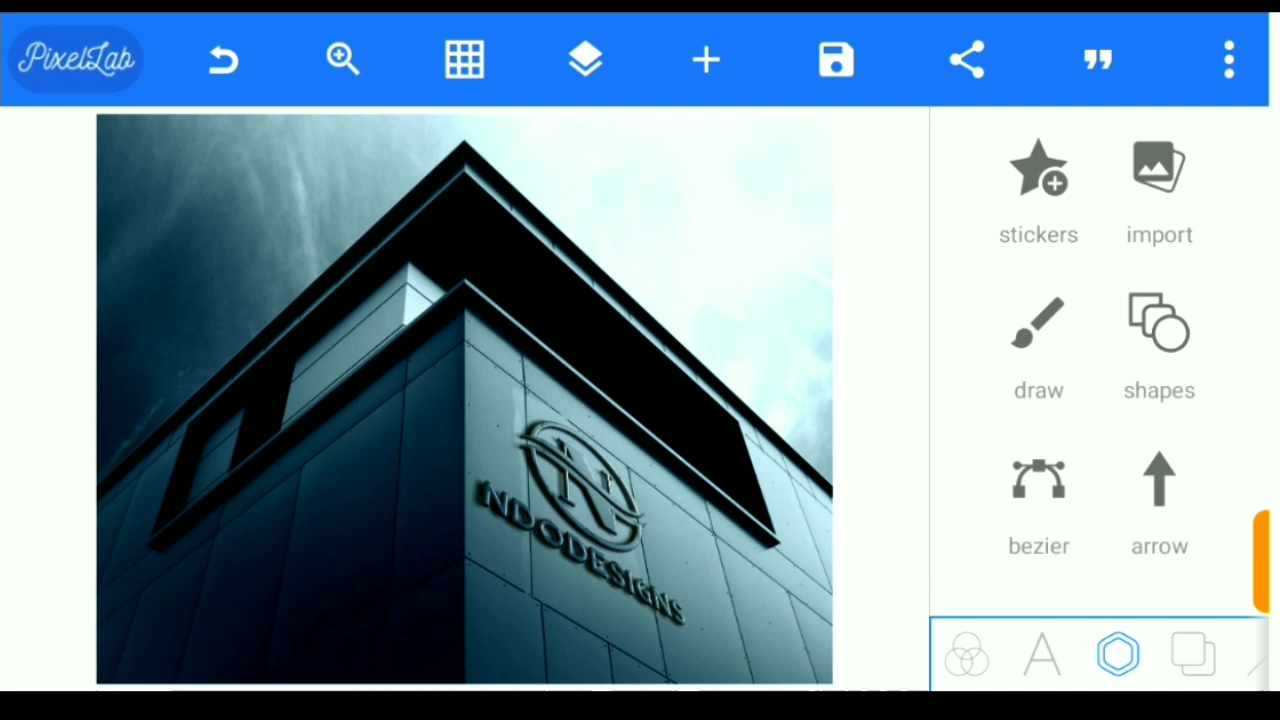 PixelLab
stickers
import
draw
shapes
NDODESIGNS
bezier
arrow